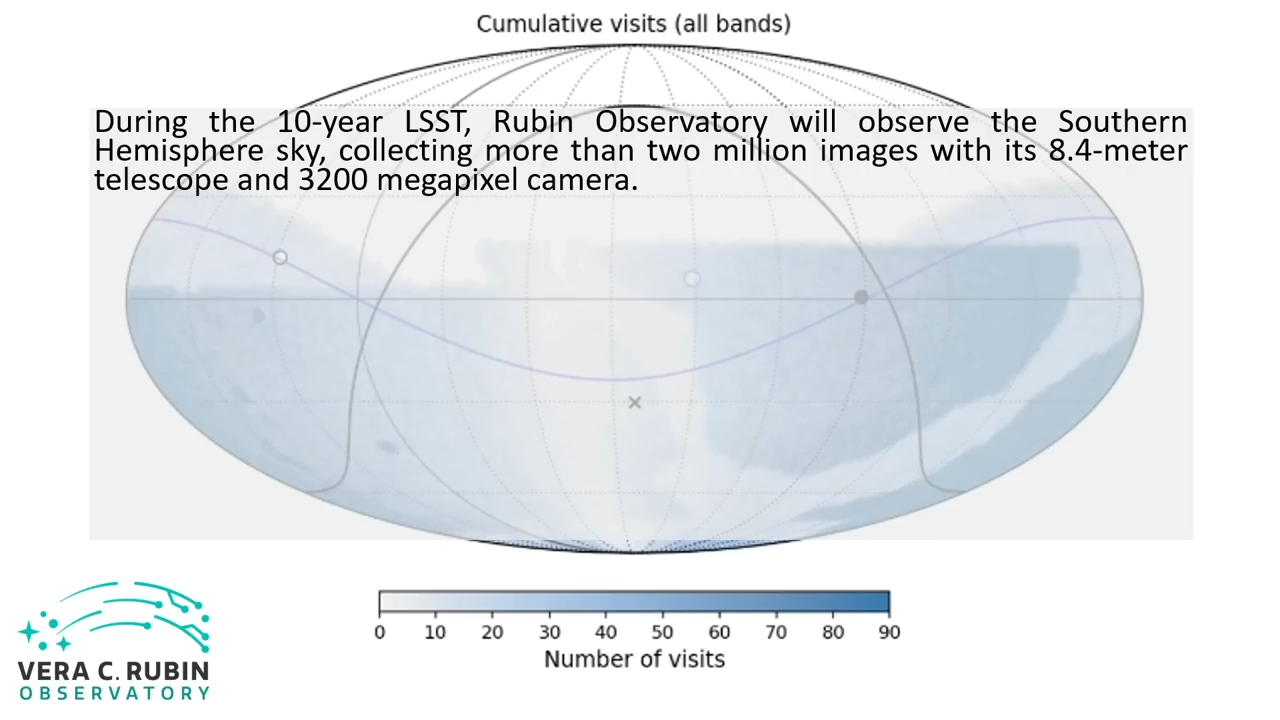 Cumulative visits (all bands)
During the 10-year LSST, Rubin Observatory will observe the Southern
Hemisphere sky, collecting more than two million images with its 8.4-meter
telescope and 3200 megapixel camera.
0 10 20 30 40 50 60 70 80 90
Number of visits
VERA C. RUBIN
OBSERVATORY